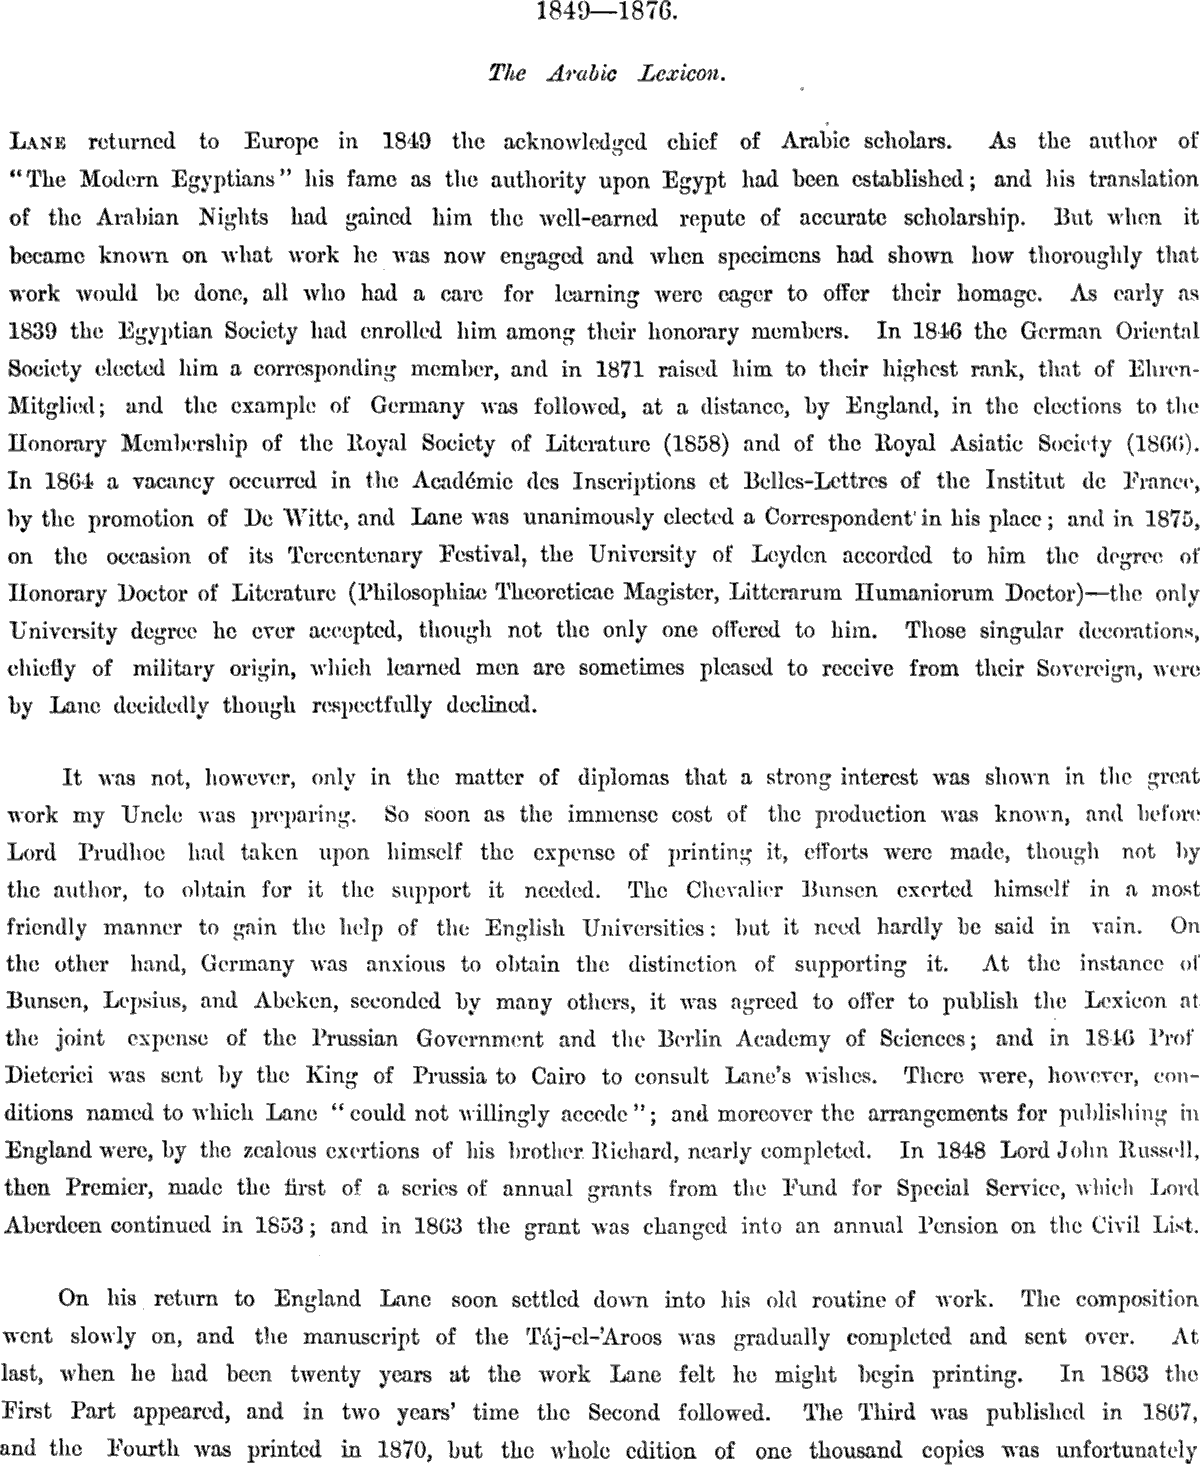 1849—1876.
The Arabic Lexicon.
LANE returned to Europe in 1849 the acknowledged chief of Arabic scholars. As the author of
"The Modern Egyptians" his fame as the authority upon Egypt had been established; and his translation
of the Arabian Nights had gained him the well-earned repute of accurate scholarship. But when it
became known on what work he was now engaged and when specimens had shown how thoroughly that
work would be done, all who had a care for learning were eager to offer their homage. As early as
1839 the Egyptian Society had enrolled him among their honorary members. In 1846 the German Oriental
Society elected him a corresponding member, and in 1871 raised him to their highest rank, that of Ehren-
Mitglied; and the example of Germany was followed, at a distance, by England, in the elections to the
Honorary Membership of the Royal Society of Literature (1858) and of the Royal Asiatic Society (1866).
In 1864 a vacancy occurred in the Académie des Inscriptions et Belles-Lettres of the Institut de France,
by the promotion of De Witte, and Lane was unanimously elected a Correspondent in his place; and in 1875,
on the occasion of its Tercentenary Festival, the University of Leyden accorded to him the degree of
Honorary Doctor of Literature (Philosophiae Theoreticae Magister, Litterarum Humaniorum Doctor)—the only
University degree he ever accepted, though not the only one offered to him. Those singular decorations,
chiefly of military origin, which learned men are sometimes pleased to receive from their Sovereign, were
by Lane decidedly though respectfully declined.
It was not, however, only in the matter of diplomas that a strong interest was shown in the great
work my Uncle was preparing. So soon as the immense cost of the production was known, and before
Lord Prudhoe had taken upon himself the expense of printing it, efforts were made, though not by
the author, to obtain for it the support it needed. The Chevalier Bunsen exerted himself in a most
friendly manner to gain the help of the English Universities: but it need hardly be said in vain. On
the other hand, Germany was anxious to obtain the distinction of supporting it. At the instance of
Bunsen, Lepsius, and Abeken, seconded by many others, it was agreed to offer to publish the Lexicon at
the joint expense of the Prussian Government and the Berlin Academy of Sciences; and in 1846 Prof
Dieterici was sent by the King of Prussia to Cairo to consult Lane's wishes. There were, however, con-
ditions named to which Lane "could not willingly accede"; and moreover the arrangements for publishing in
England were, by the zealous exertions of his brother Richard, nearly completed. In 1848 Lord John Russell,
then Premier, made the first of a series of annual grants from the Fund for Special Service, which Lord
Aberdeen continued in 1853; and in 1863 the grant was changed into an annual Pension on the Civil List.
On his return to England Lane soon settled down into his old routine of work. The composition
went slowly on, and the manuscript of the Táj-el-'Aroos was gradually completed and sent over. At
last, when he had been twenty years at the work Lane felt he might begin printing. In 1863 the
First Part appeared, and in two years' time the Second followed. The Third was published in 1867,
and the Fourth was printed in 1870, but the whole edition of one thousand copies was unfortunately